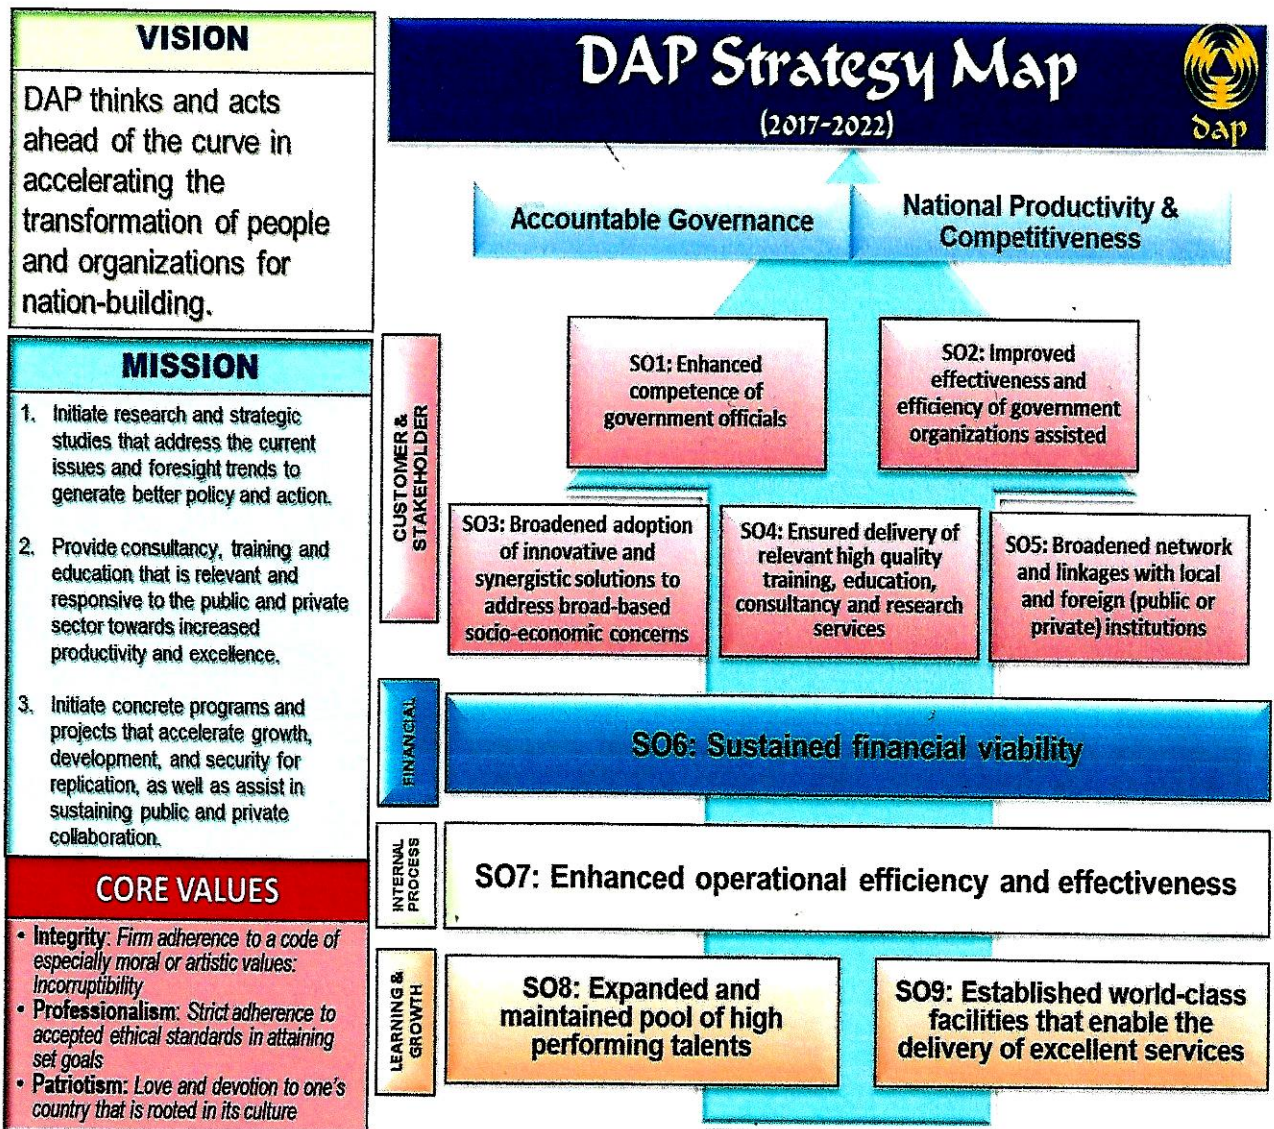 VISION
DAP thinks and acts
ahead of the curve in
accelerating the
transformation of people
and organizations for
nation-building.
MISSION
1. Initiate research and strategic
studies that address the current
issues and foresight trends to
generate better policy and action.
2. Provide consultancy, training and
education that is relevant and
responsive to the public and private
sector towards increased
productivity and excellence.
3. Initiate concrete programs and
projects that accelerate growth,
development, and security for
replication, as well as assist in
sustaining public and private
collaboration.
CORE VALUES
• Integrity: Firm adherence to a code of
especially moral or artistic values:
Incorruptibility
• Professionalism: Strict adherence to
accepted ethical standards in attaining
set goals
• Patriotism: Love and devotion to one's
country that is rooted in its culture
DAP Strategy Map
(2017-2022)
dap
Accountable Governance
National Productivity &
Competitiveness
CUSTOMER &
STAKEHOLDER
SO1: Enhanced
competence of
government officials
SO2: Improved
effectiveness and
efficiency of government
organizations assisted
SO3: Broadened adoption
of innovative and
synergistic solutions to
address broad-based
socio-economic concerns
SO4: Ensured delivery of
relevant high quality
training, education,
consultancy and research
services
SO5: Broadened network
and linkages with local
and foreign (public or
private) institutions
FINANCIAL
SO6: Sustained financial viability
INTERNAL
PROCESS
SO7: Enhanced operational efficiency and effectiveness
LEARNING &
GROWTH
SO8: Expanded and
maintained pool of high
performing talents
SO9: Established world-class
facilities that enable the
delivery of excellent services